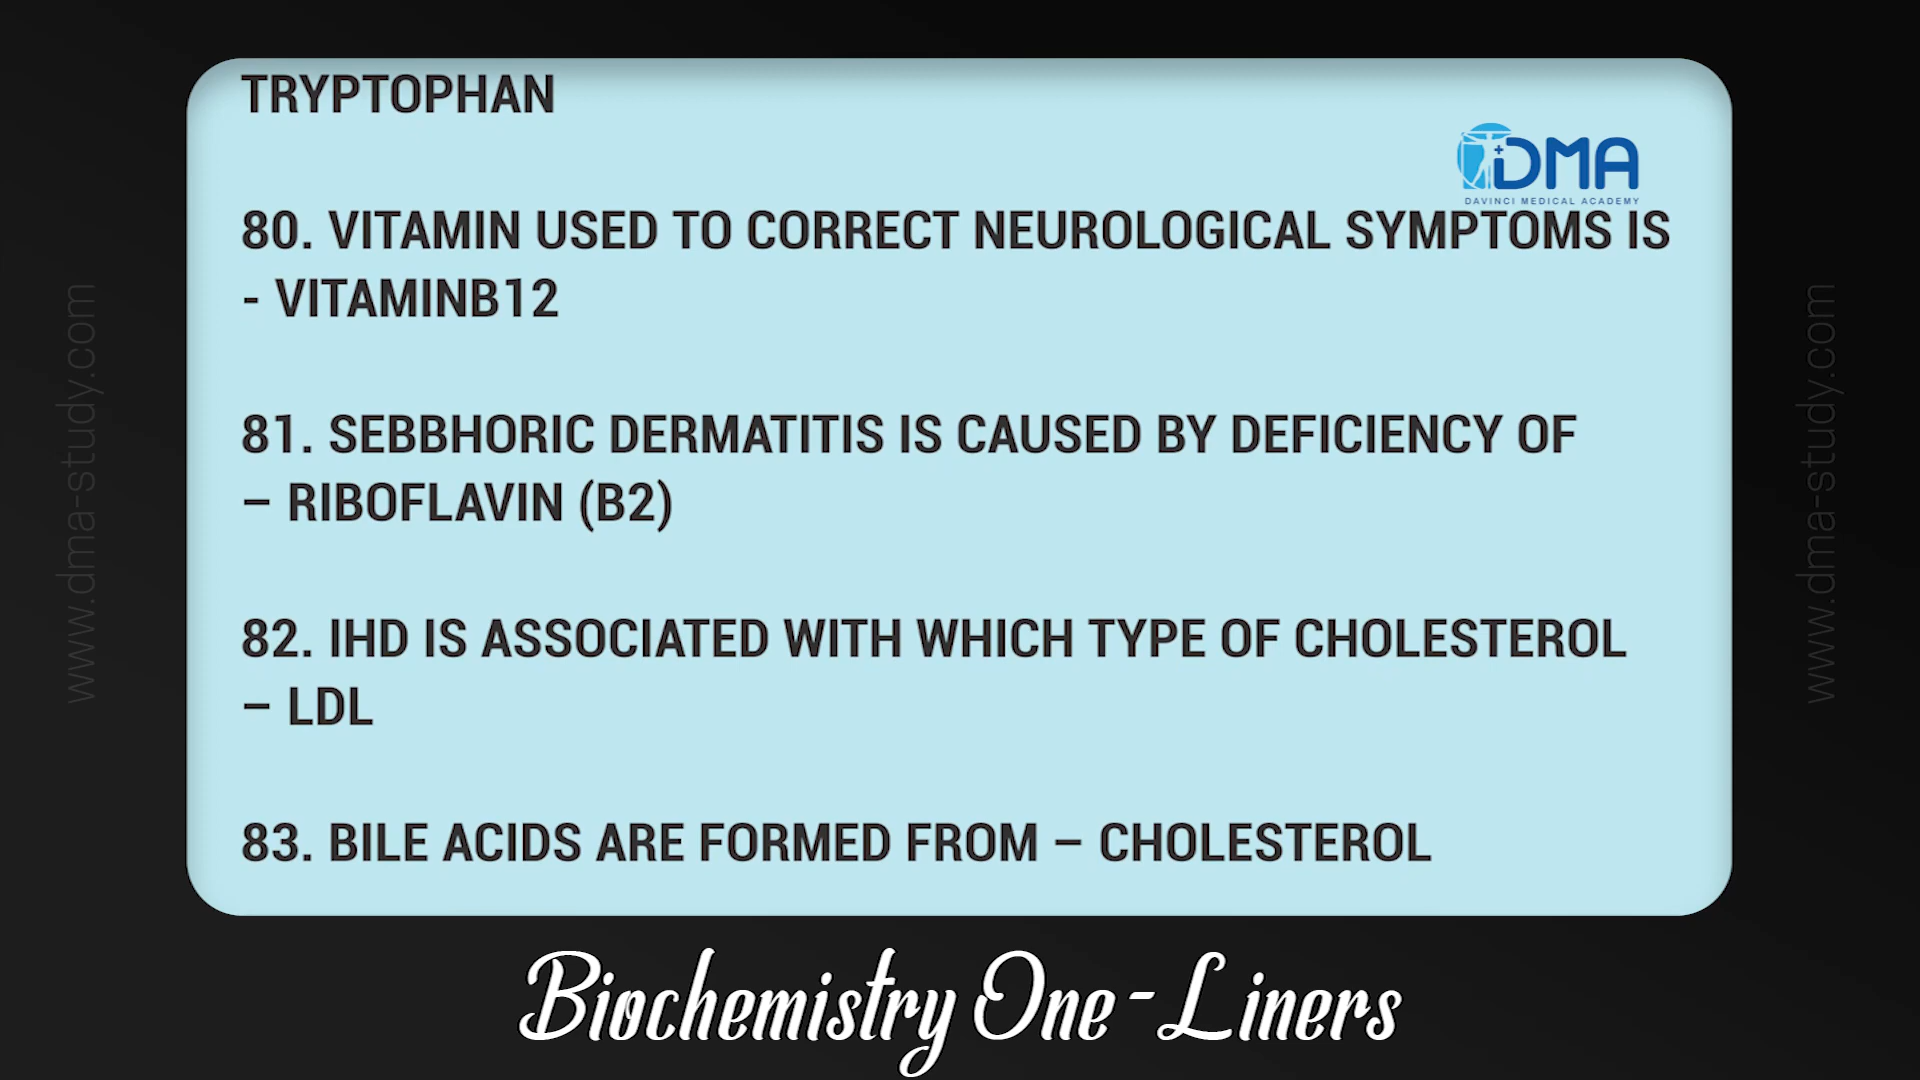 TRYPTOPHAN
DMA
DAVINCI MEDICAL ACADEMY
80. VITAMIN USED TO CORRECT NEUROLOGICAL SYMPTOMS IS
- VITAMINB12
81. SEBBHORIC DERMATITIS IS CAUSED BY DEFICIENCY OF
– RIBOFLAVIN (B2)
82. IHD IS ASSOCIATED WITH WHICH TYPE OF CHOLESTEROL
– LDL
83. BILE ACIDS ARE FORMED FROM – CHOLESTEROL
www.dma-study.com
www.dma-study.com
Biochemistry One-Liners